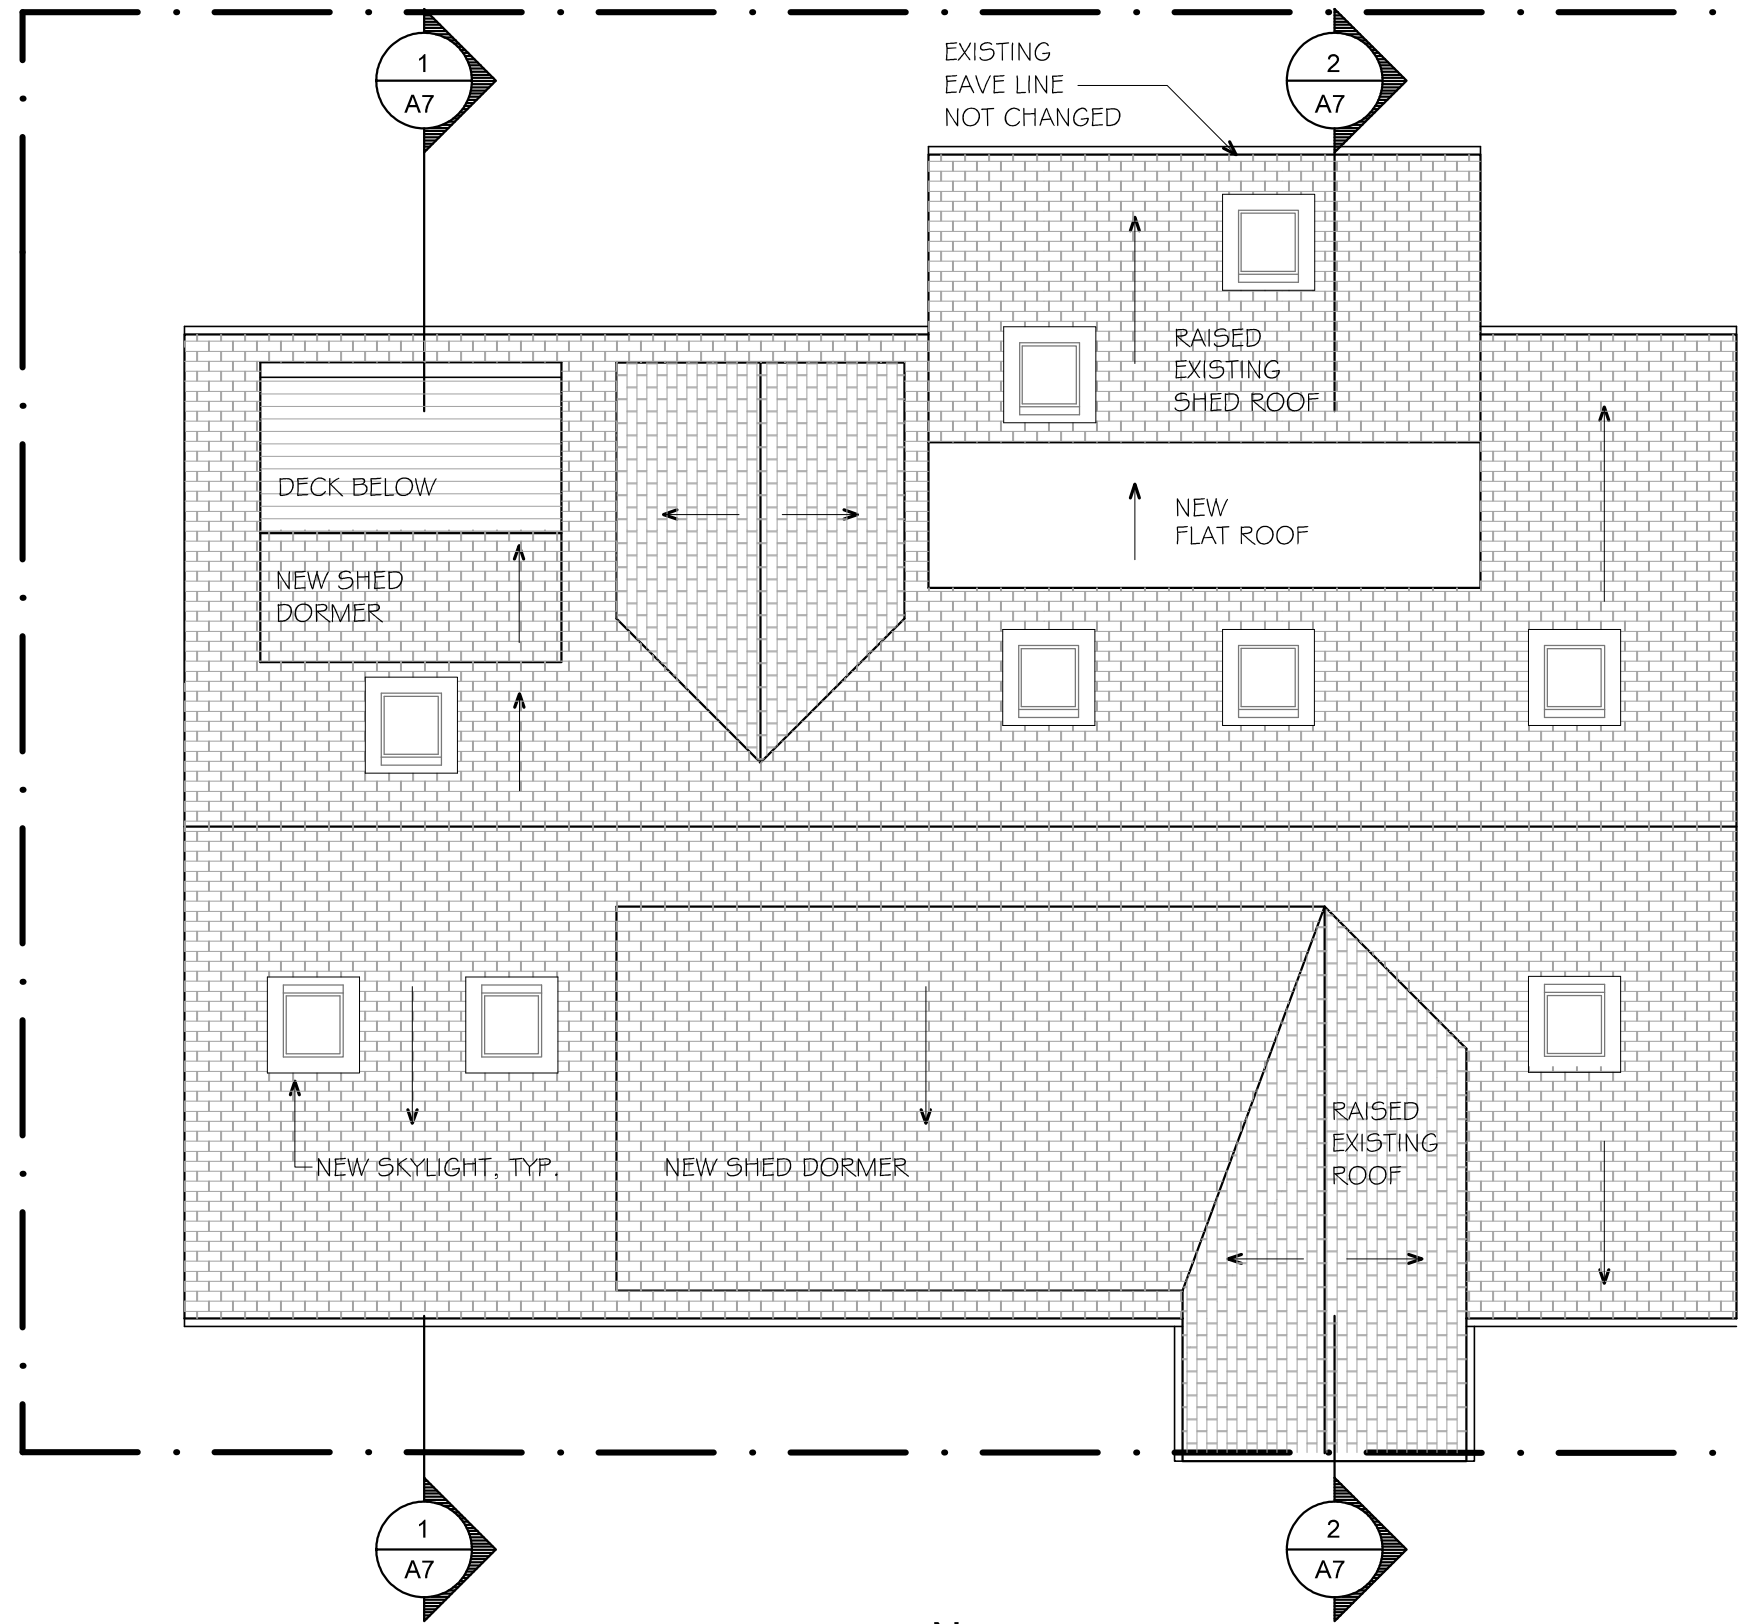 1
A7
EXISTING
EAVE LINE
NOT CHANGED
2
A7
RAISED
EXISTING
SHED ROOF
DECK BELOW
NEW
FLAT ROOF
NEW SHED
DORMER
RAISED
EXISTING
ROOF
NEW SKYLIGHT, TYP.
NEW SHED DORMER
1
A7
2
A7